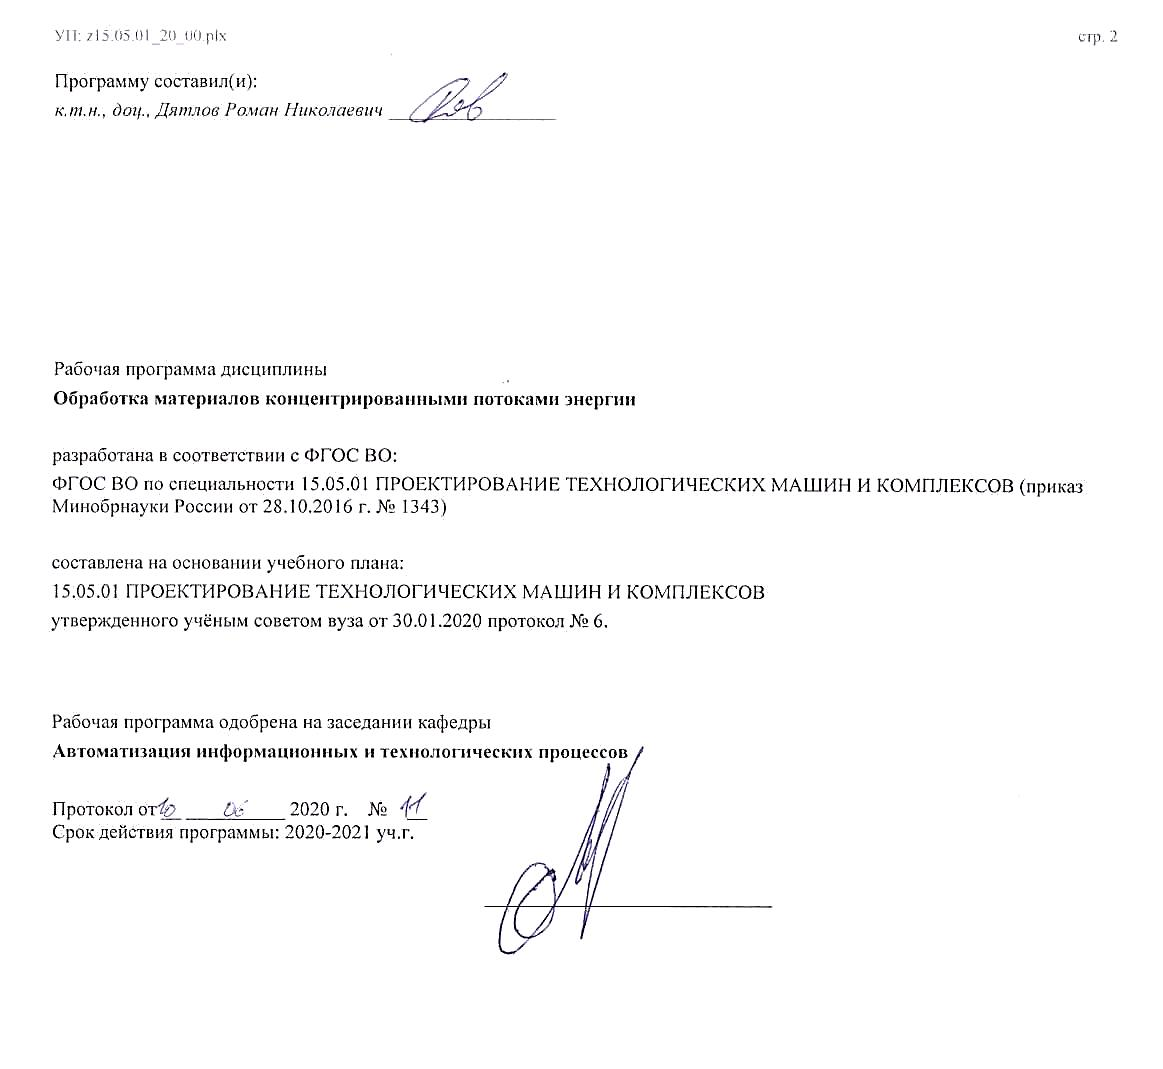 УП: z15.05.01_20_00.plx стр. 2
Программу составил(и):
к.т.н., доц., Дятлов Роман Николаевич
Рабочая программа дисциплины
Обработка материалов концентрированными потоками энергии
разработана в соответствии с ФГОС ВО:
ФГОС ВО по специальности 15.05.01 ПРОЕКТИРОВАНИЕ ТЕХНОЛОГИЧЕСКИХ МАШИН И КОМПЛЕКСОВ (приказ
Минобрнауки России от 28.10.2016 г. № 1343)
составлена на основании учебного плана:
15.05.01 ПРОЕКТИРОВАНИЕ ТЕХНОЛОГИЧЕСКИХ МАШИН И КОМПЛЕКСОВ
утвержденного учёным советом вуза от 30.01.2020 протокол № 6.
Рабочая программа одобрена на заседании кафедры
Автоматизация информационных и технологических процессов
Протокол от 10 06 2020 г. № 11
Срок действия программы: 2020-2021 уч.г.